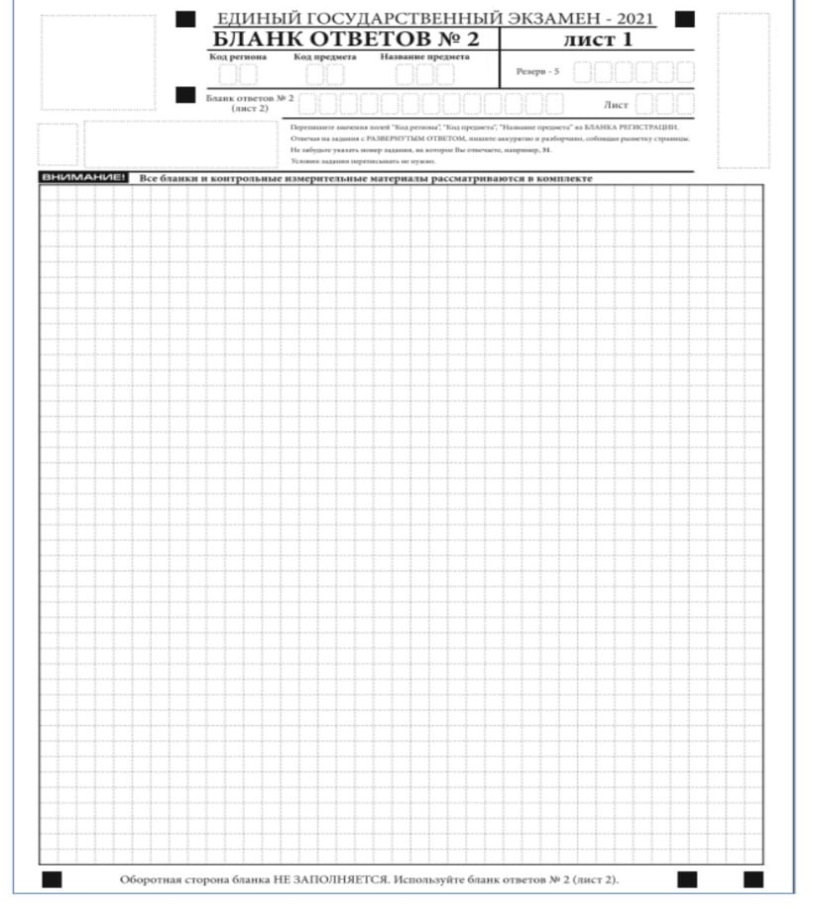 ЕДИНЫЙ ГОСУДАРСТВЕННЫЙ ЭКЗАМЕН - 2021
БЛАНК ОТВЕТОВ № 2
лист 1
Код региона Код предмета Название предмета
Резерв - 5
Бланк ответов № 2
(лист 2)
Лист
Перепишите значения полей "Код региона", "Код предмета", "Название предмета" из БЛАНКА РЕГИСТРАЦИИ.
Отвечая на задания с РАЗВЕРНУТЫМ ОТВЕТОМ, пишите аккуратно и разборчиво, соблюдая разметку страницы.
Не забудьте указать номер задания, на которое Вы отвечаете, например, 31.
Условия задания переписывать не нужно.
ВНИМАНИЕ! Все бланки и контрольные измерительные материалы рассматриваются в комплекте
Оборотная сторона бланка НЕ ЗАПОЛНЯЕТСЯ. Используйте бланк ответов № 2 (лист 2).